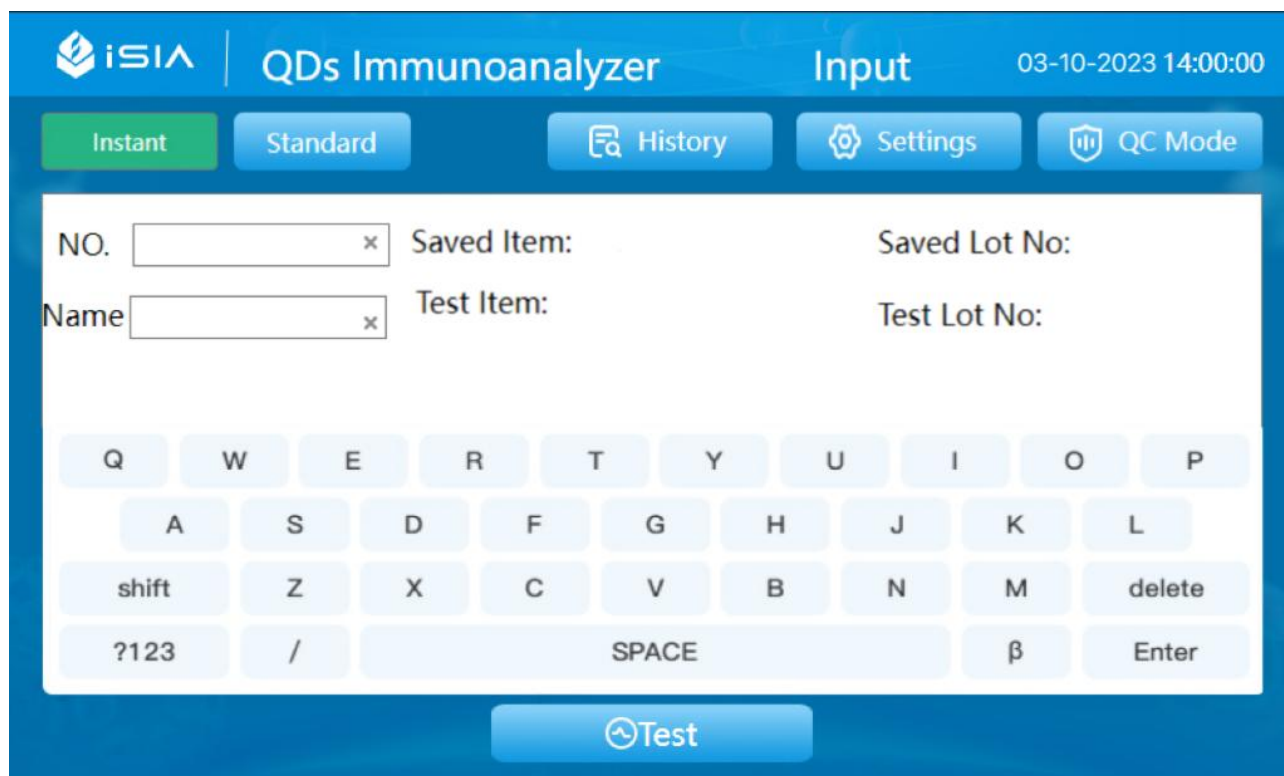 iSIA QDs Immunoanalyzer Input 03-10-2023 14:00:00
Instant Standard History Settings QC Mode
NO. × Saved Item: Saved Lot No:
Name × Test Item: Test Lot No:
Q W E R T Y U I O P
A S D F G H J K L
shift Z X C V B N M delete
?123 / SPACE β Enter
Test